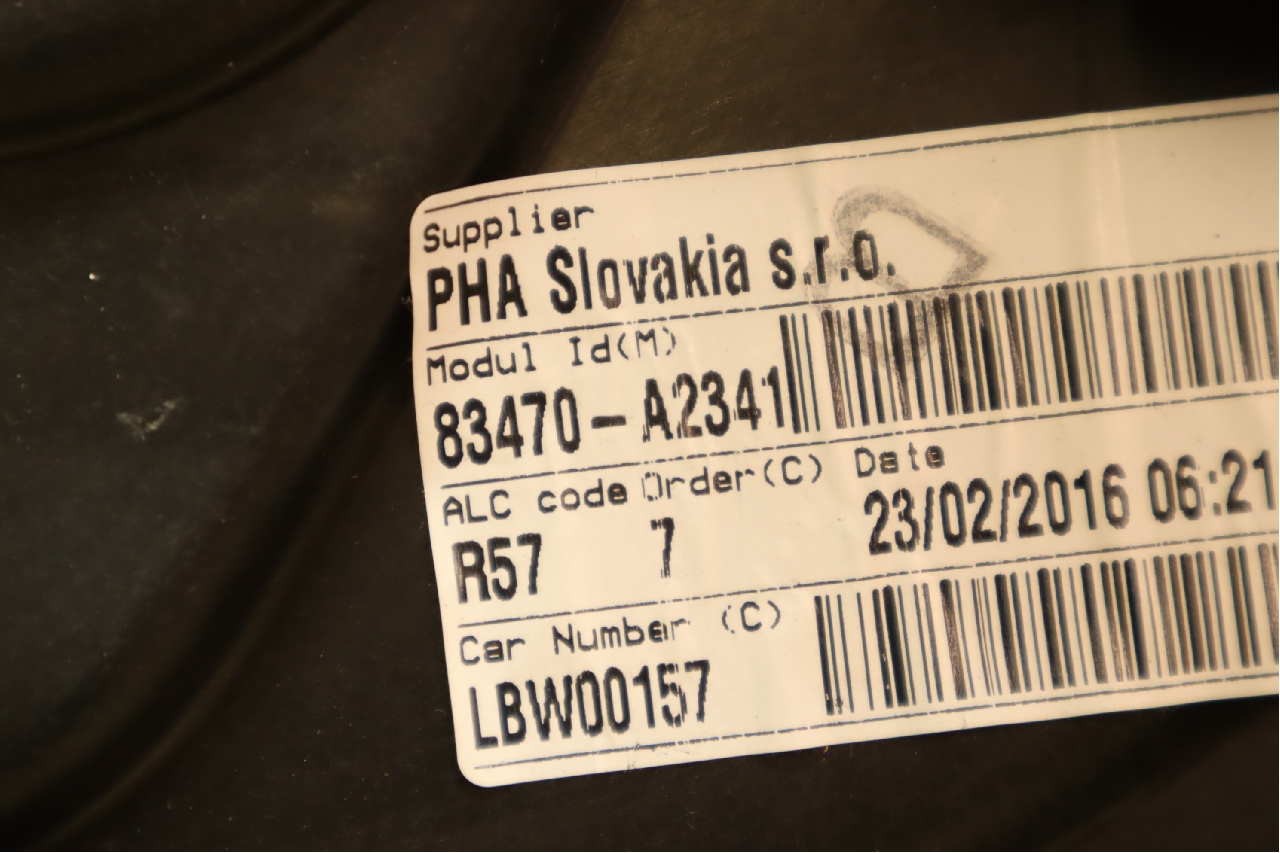 Supplier
PHA Slovakia s.r.o.
Modul Id(M)
83470-A2341
ALC code Order(C) Date
R57 7 23/02/2016 06:21
Car Number (C)
LBW00157